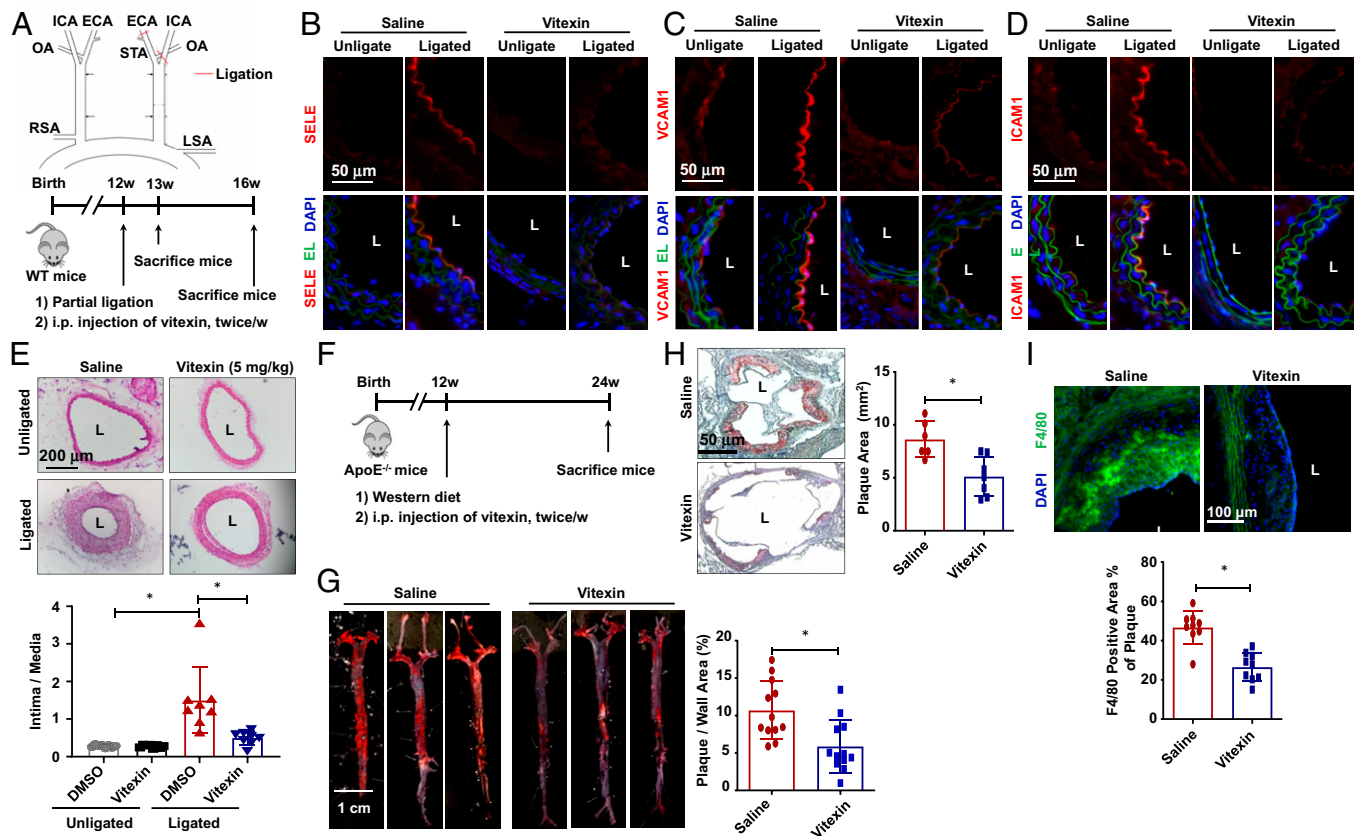 A
ICA ECA ECA ICA
OA STA OA
Ligation
RSA LSA
Birth 12w 13w 16w
WT mice
Sacrifice mice
Sacrifice mice
1) Partial ligation
2) i.p. injection of vitexin, twice/w
B
Saline Vitexin
Unligate Ligated Unligate Ligated
SELE
50 μm
SELE EL DAPI
L L L L
C
Saline Vitexin
Unligate Ligated Unligate Ligated
VCAM1
50 μm
VCAM1 EL DAPI
L L L L
D
Saline Vitexin
Unligate Ligated Unligate Ligated
ICAM1
50 μm
ICAM1 E DAPI
L L L L
E
Saline Vitexin (5 mg/kg)
Unligated
L L
200 μm
Ligated
L L
* *
Intima / Media
4
3
2
1
0
DMSO Vitexin DMSO Vitexin
Unligated Ligated
F
Birth 12w 24w
ApoE-/- mice
Sacrifice mice
1) Western diet
2) i.p. injection of vitexin, twice/w
G
Saline Vitexin
1 cm
Plaque / Wall Area (%)
*
20
15
10
5
0
Saline Vitexin
H
Saline
L
50 μm
Vitexin
L
Plaque Area (mm2)
*
15
10
5
0
Saline Vitexin
I
Saline Vitexin
DAPI F4/80
L
L
100 μm
F4/80 Positive Area %
of Plaque
*
80
60
40
20
0
Saline Vitexin